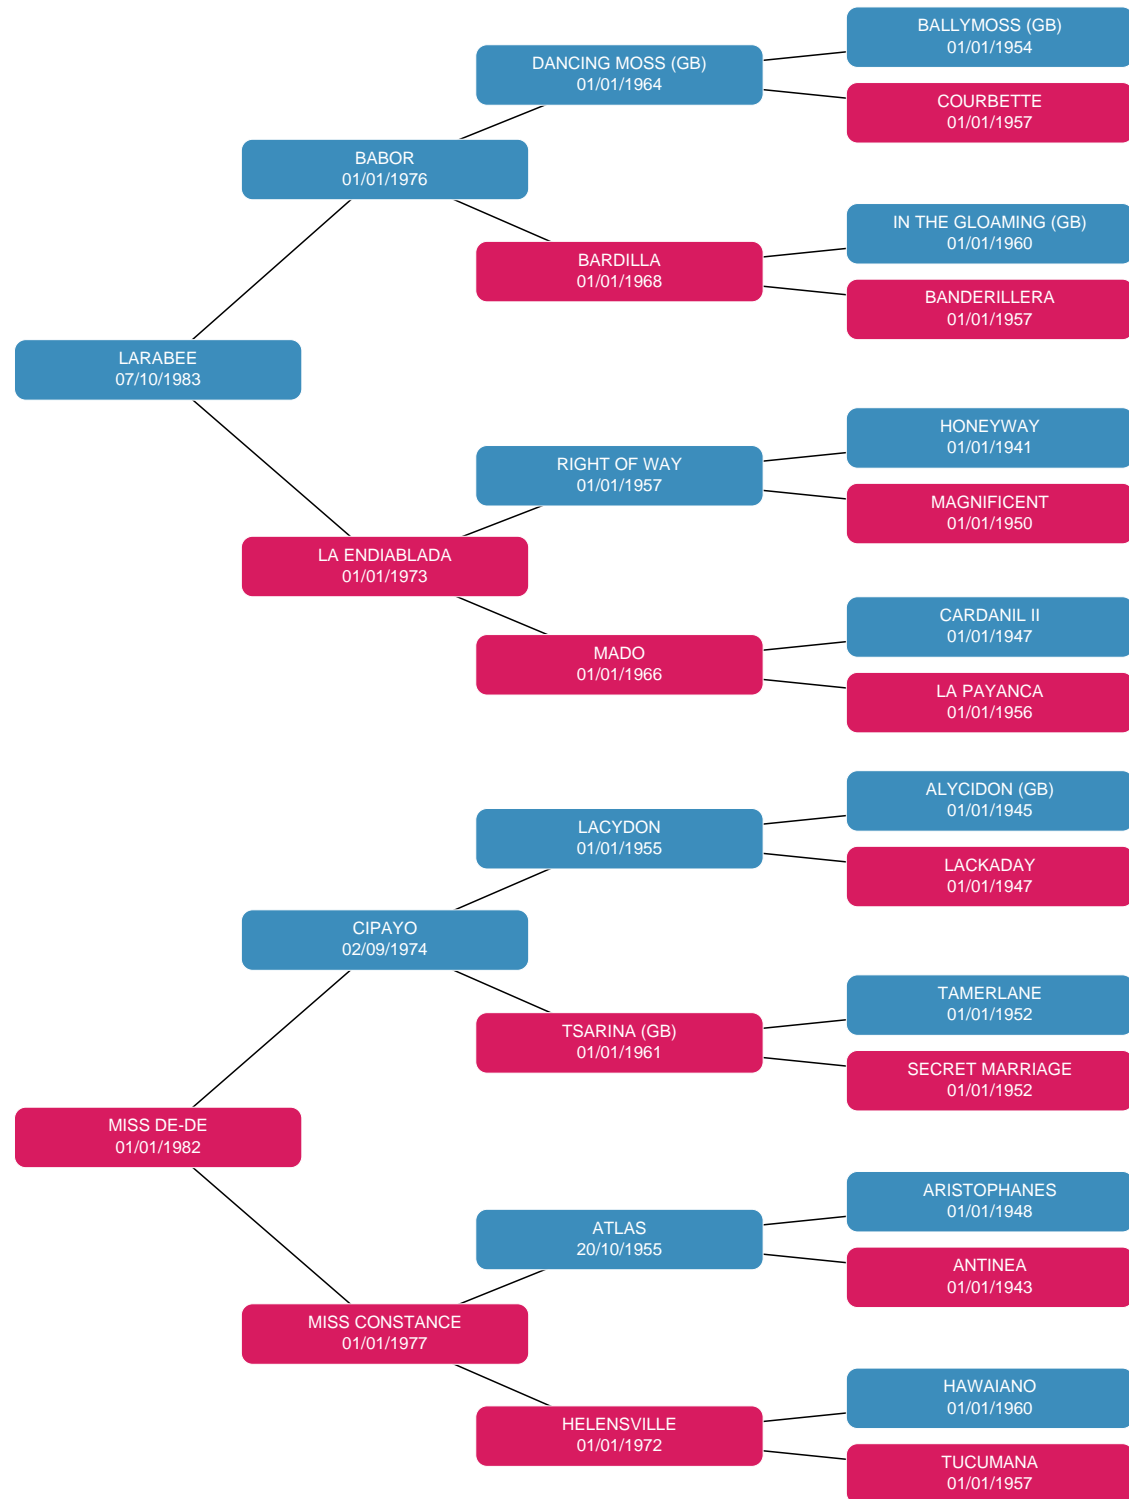 BALLYMOSS (GB)
01/01/1954
DANCING MOSS (GB)
01/01/1964
COURBETTE
01/01/1957
BABOR
01/01/1976
IN THE GLOAMING (GB)
01/01/1960
BARDILLA
01/01/1968
BANDERILLERA
01/01/1957
LARABEE
07/10/1983
HONEYWAY
01/01/1941
RIGHT OF WAY
01/01/1957
MAGNIFICENT
01/01/1950
LA ENDIABLADA
01/01/1973
CARDANIL II
01/01/1947
MADO
01/01/1966
LA PAYANCA
01/01/1956
ALYCIDON (GB)
01/01/1945
LACYDON
01/01/1955
LACKADAY
01/01/1947
CIPAYO
02/09/1974
TAMERLANE
01/01/1952
TSARINA (GB)
01/01/1961
SECRET MARRIAGE
01/01/1952
MISS DE-DE
01/01/1982
ARISTOPHANES
01/01/1948
ATLAS
20/10/1955
ANTINEA
01/01/1943
MISS CONSTANCE
01/01/1977
HAWAIANO
01/01/1960
HELENSVILLE
01/01/1972
TUCUMANA
01/01/1957